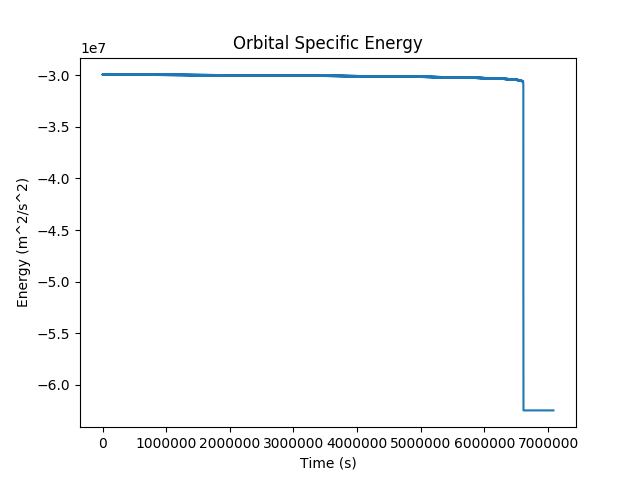 Orbital Specific Energy
1e7
−3.0
−3.5
−4.0
−4.5
−5.0
−5.5
−6.0
Energy (m^2/s^2)
0 1000000 2000000 3000000 4000000 5000000 6000000 7000000
Time (s)